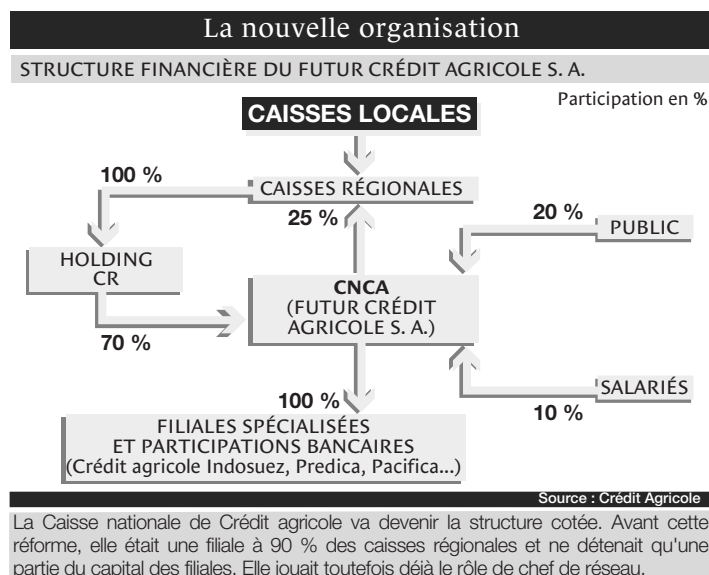 La nouvelle organisation
STRUCTURE FINANCIÈRE DU FUTUR CRÉDIT AGRICOLE S. A.
Participation en %
CAISSES LOCALES
100 %
CAISSES RÉGIONALES
25 %
20 %
PUBLIC
HOLDING
CR
CNCA
(FUTUR CRÉDIT
AGRICOLE S. A.)
70 %
100 %
SALARIÉS
10 %
FILIALES SPÉCIALISÉES
ET PARTICIPATIONS BANCAIRES
(Crédit agricole Indosuez, Predica, Pacifica...)
Source : Crédit Agricole
La Caisse nationale de Crédit agricole va devenir la structure cotée. Avant cette
réforme, elle était une filiale à 90 % des caisses régionales et ne détenait qu'une
partie du capital des filiales. Elle jouait toutefois déjà le rôle de chef de réseau.